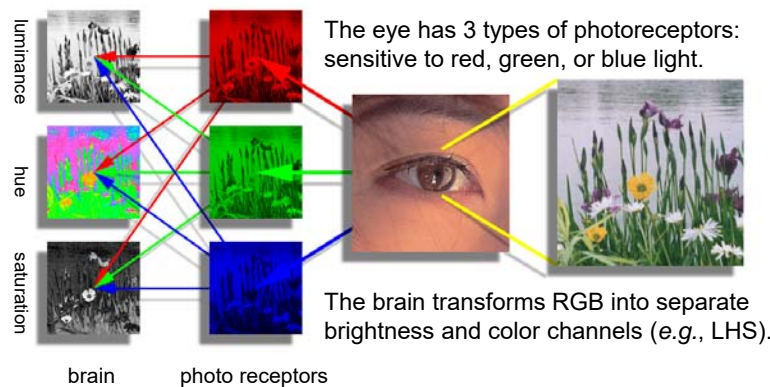 The eye has 3 types of photoreceptors:
sensitive to red, green, or blue light.
luminance
hue
saturation
The brain transforms RGB into separate
brightness and color channels (e.g., LHS).
brain
photo receptors